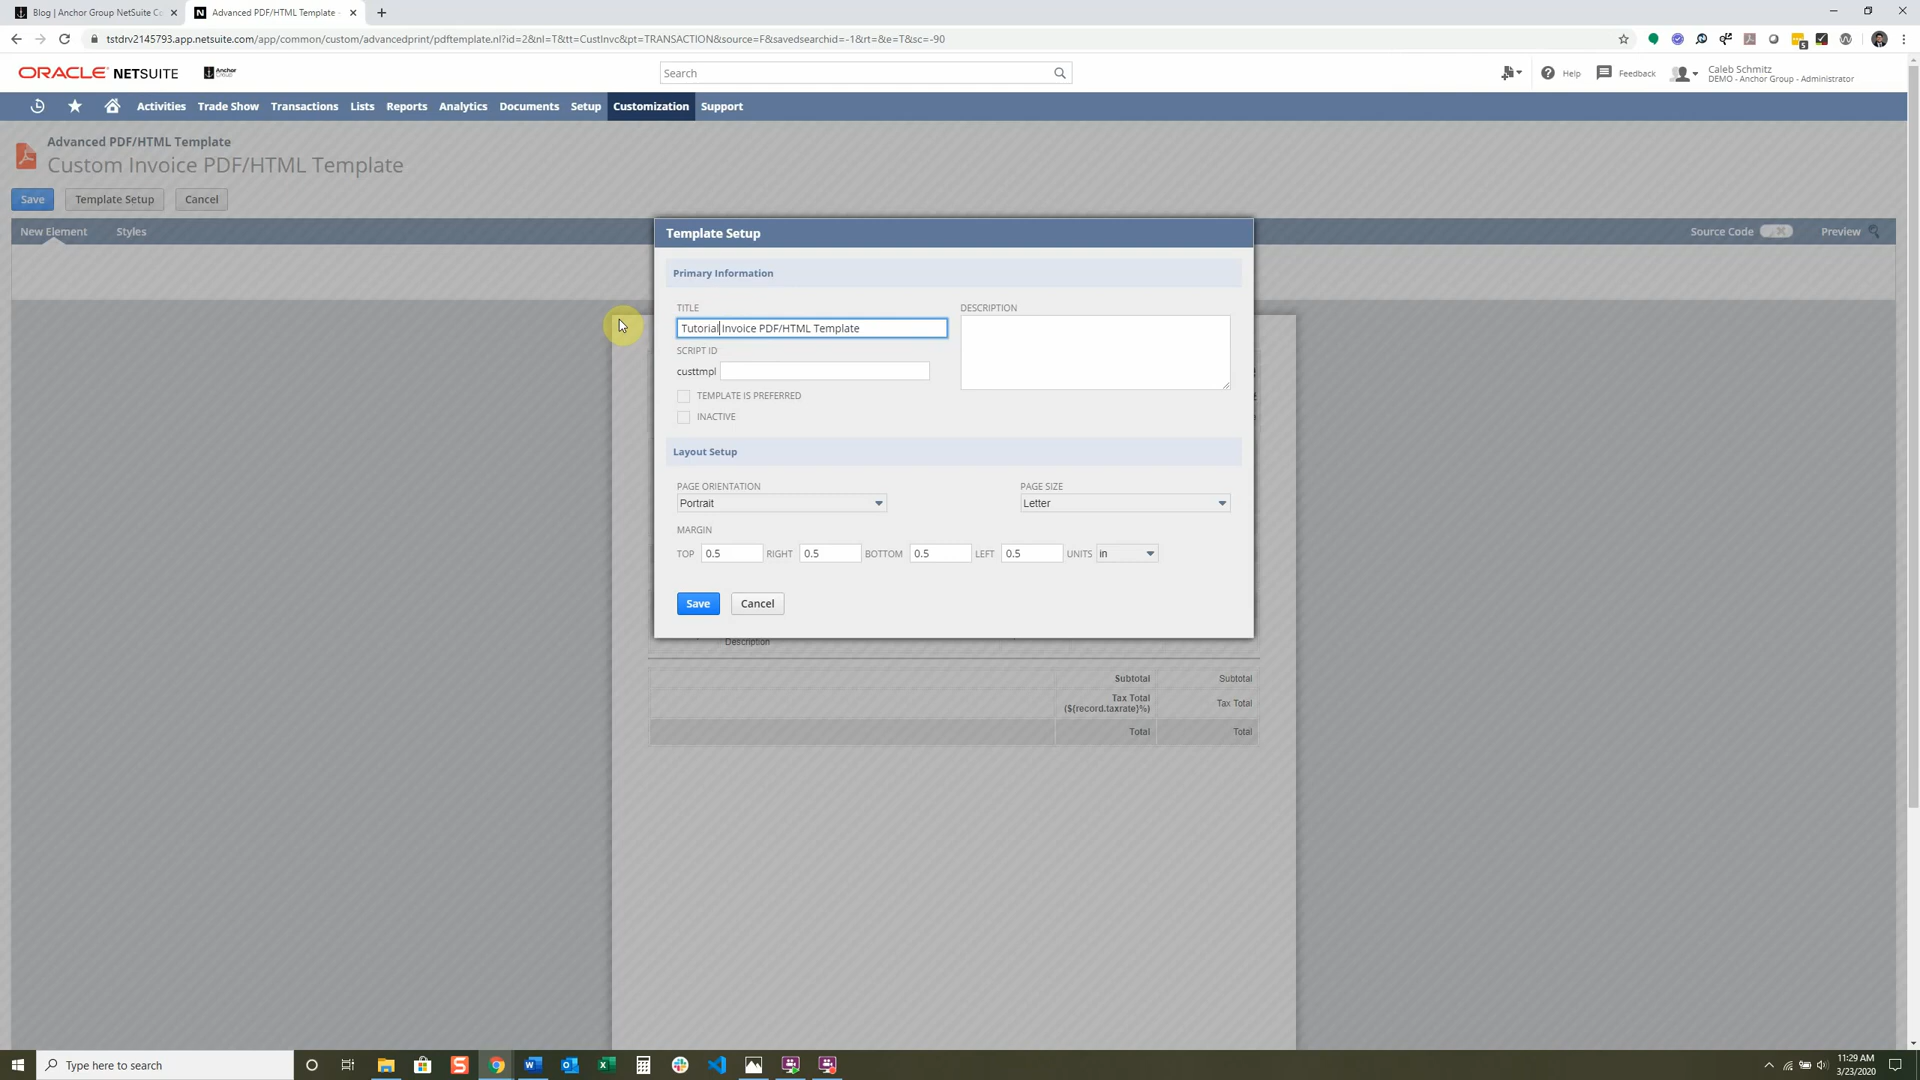 Blog | Anchor Group NetSuite Co
Advanced PDF/HTML Template -
tstdrv2145793.app.netsuite.com/app/common/custom/advancedprint/pdftemplate.nl?id=2&nl=T&tt=CustInvc&pt=TRANSACTION&source=F&savedsearchid=-1&rt=&e=T&sc=-90
ORACLE NETSUITE
Anchor Group
Search
Help
Feedback
Caleb Schmitz
DEMO - Anchor Group - Administrator
Activities Trade Show Transactions Lists Reports Analytics Documents Setup Customization Support
Advanced PDF/HTML Template
Custom Invoice PDF/HTML Template
Save Template Setup Cancel
New Element Styles Source Code Preview
Template Setup
Primary Information
TITLE DESCRIPTION
Tutorial Invoice PDF/HTML Template
SCRIPT ID
custtmpl
TEMPLATE IS PREFERRED
INACTIVE
Layout Setup
PAGE ORIENTATION PAGE SIZE
Portrait Letter
MARGIN
TOP 0.5 RIGHT 0.5 BOTTOM 0.5 LEFT 0.5 UNITS in
Save Cancel
Description
Subtotal Subtotal
Tax Total
(${record.taxrate}%) Tax Total
Total Total
Type here to search
11:29 AM
3/23/2020